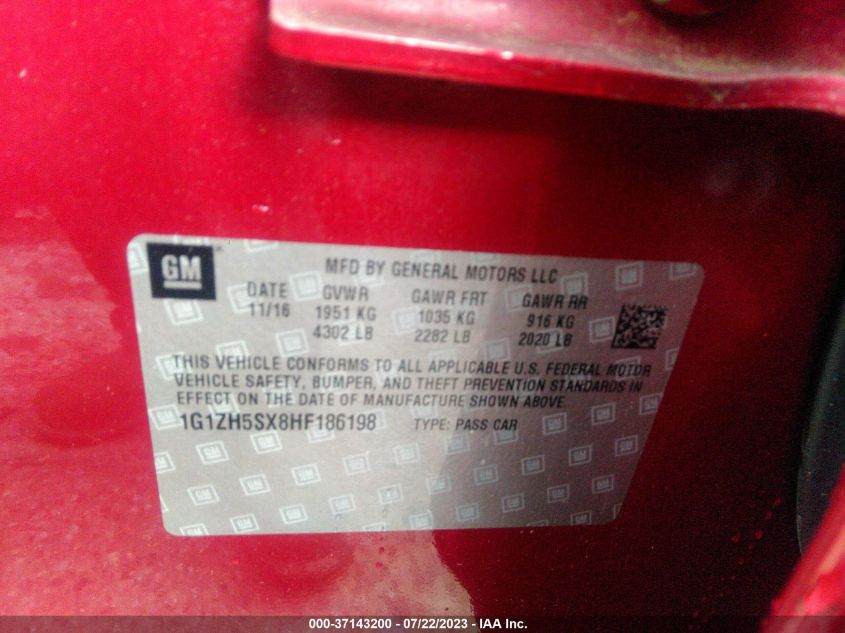 GM
MFD BY GENERAL MOTORS LLC
DATE GVWR GAWR FRT GAWR RR
11/16 1951 KG 1035 KG 916 KG
4302 LB 2282 LB 2020 LB
THIS VEHICLE CONFORMS TO ALL APPLICABLE U.S. FEDERAL MOTOR
VEHICLE SAFETY, BUMPER, AND THEFT PREVENTION STANDARDS IN
EFFECT ON THE DATE OF MANUFACTURE SHOWN ABOVE
1G1ZH5SX8HF186198 TYPE: PASS CAR
000-37143200 - 07/22/2023 - IAA Inc.